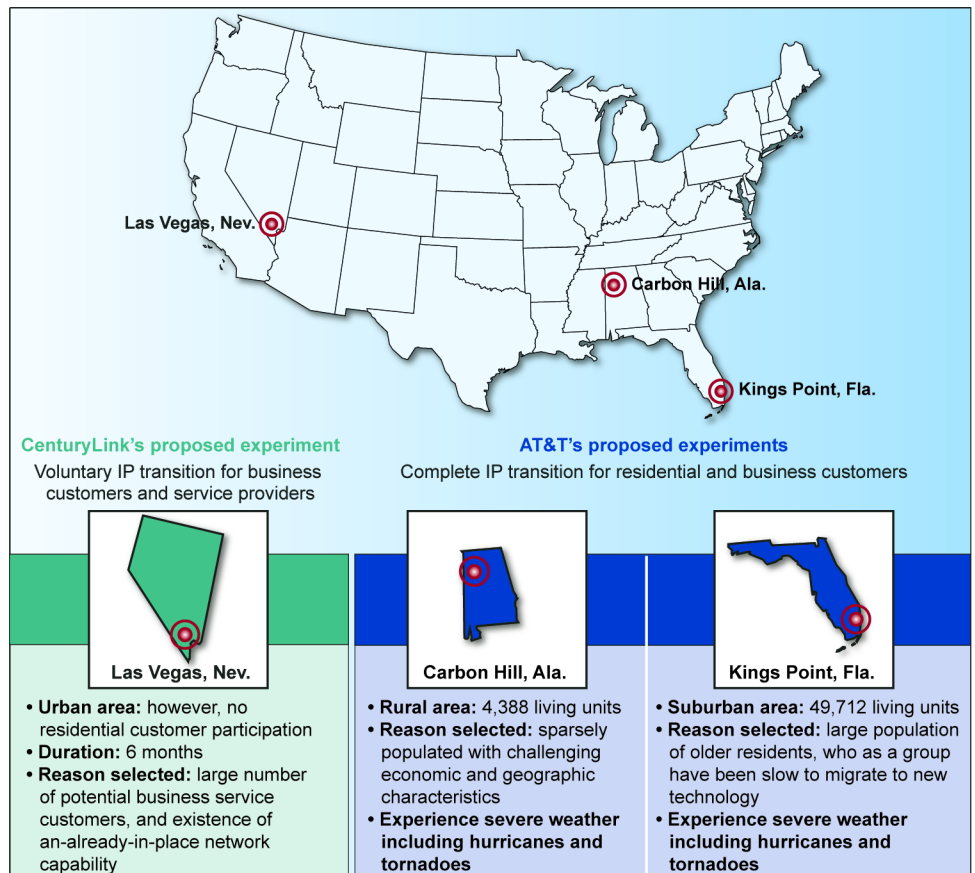 Las Vegas, Nev.
Carbon Hill, Ala.
Kings Point, Fla.
CenturyLink's proposed experiment
Voluntary IP transition for business
customers and service providers
AT&T's proposed experiments
Complete IP transition for residential and business customers
Las Vegas, Nev.
• Urban area: however, no
residential customer participation
• Duration: 6 months
• Reason selected: large number
of potential business service
customers, and existence of
an-already-in-place network
capability
Carbon Hill, Ala.
• Rural area: 4,388 living units
• Reason selected: sparsely
populated with challenging
economic and geographic
characteristics
• Experience severe weather
including hurricanes and
tornadoes
Kings Point, Fla.
• Suburban area: 49,712 living units
• Reason selected: large population
of older residents, who as a group
have been slow to migrate to new
technology
• Experience severe weather
including hurricanes and
tornadoes